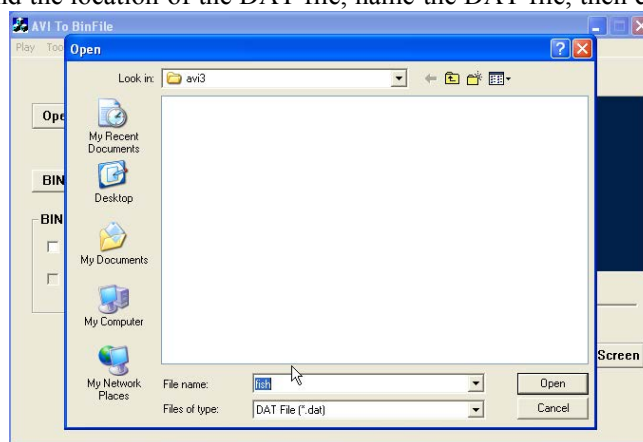 nd the location of the DAT file, name the DAT file, then c
AVI To BinFile
Play Too
Open
Look in: avi3
Ope
My Recent
Documents
BIN
Desktop
BIN
My Documents
My Computer
Screen
My Network
Places
File name: fish Open
Files of type: DAT File (*.dat) Cancel